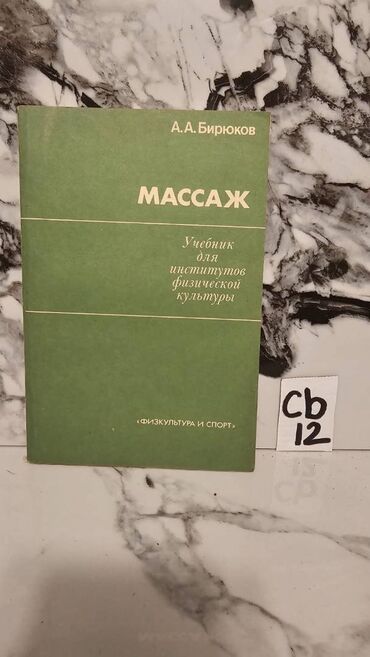 А. А. Бирюков
МАССАЖ
Учебник
для
институтов
физической
культуры
«ФИЗКУЛЬТУРА И СПОРТ»
Cb
12